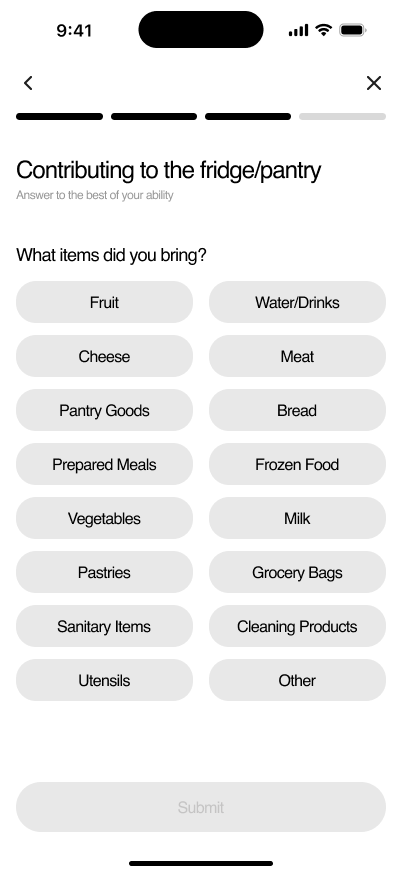 9:41
Contributing to the fridge/pantry
Answer to the best of your ability
What items did you bring?
Fruit
Water/Drinks
Cheese
Meat
Pantry Goods
Bread
Prepared Meals
Frozen Food
Vegetables
Milk
Pastries
Grocery Bags
Sanitary Items
Cleaning Products
Utensils
Other
Submit